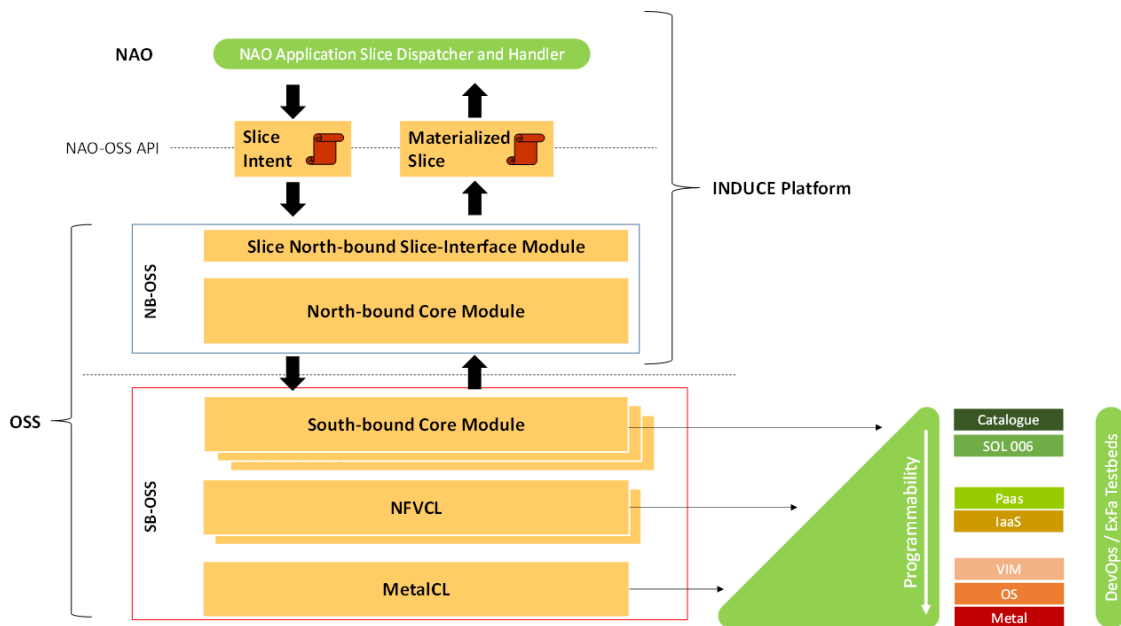 NAO
NAO Application Slice Dispatcher and Handler
NAO-OSS API
Slice
Intent
Materialized
Slice
INDUCE Platform
NB-OSS
Slice North-bound Slice-Interface Module
North-bound Core Module
OSS
SB-OSS
South-bound Core Module
NFVCL
MetalCL
Programmability
Catalogue
SOL 006
Paas
IaaS
VIM
OS
Metal
DevOps / ExFa Testbeds